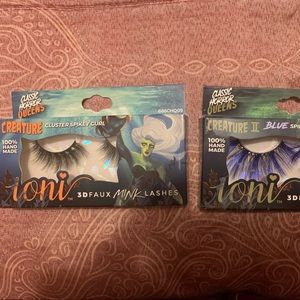 CLASSIC
HORROR
QUEENS
CREATURE
CLUSTER SPIKEY CURL
100%
HAND
MADE
ioni
3D FAUX MINK LASHES
CLASSIC
HORROR
QUEENS
CREATURE II
BLUE
100%
HAND
MADE
ioni